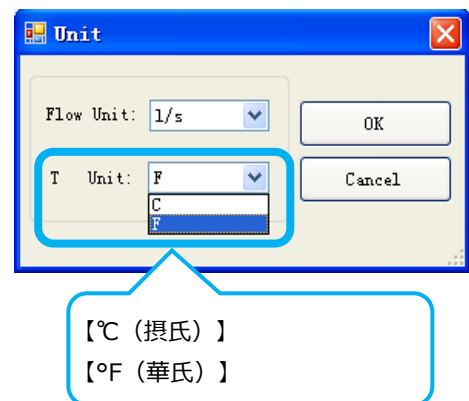 Unit
Flow Unit: l/s
OK
T Unit: F
Cancel
C
F
【℃（摂氏）】
【°F（華氏）】